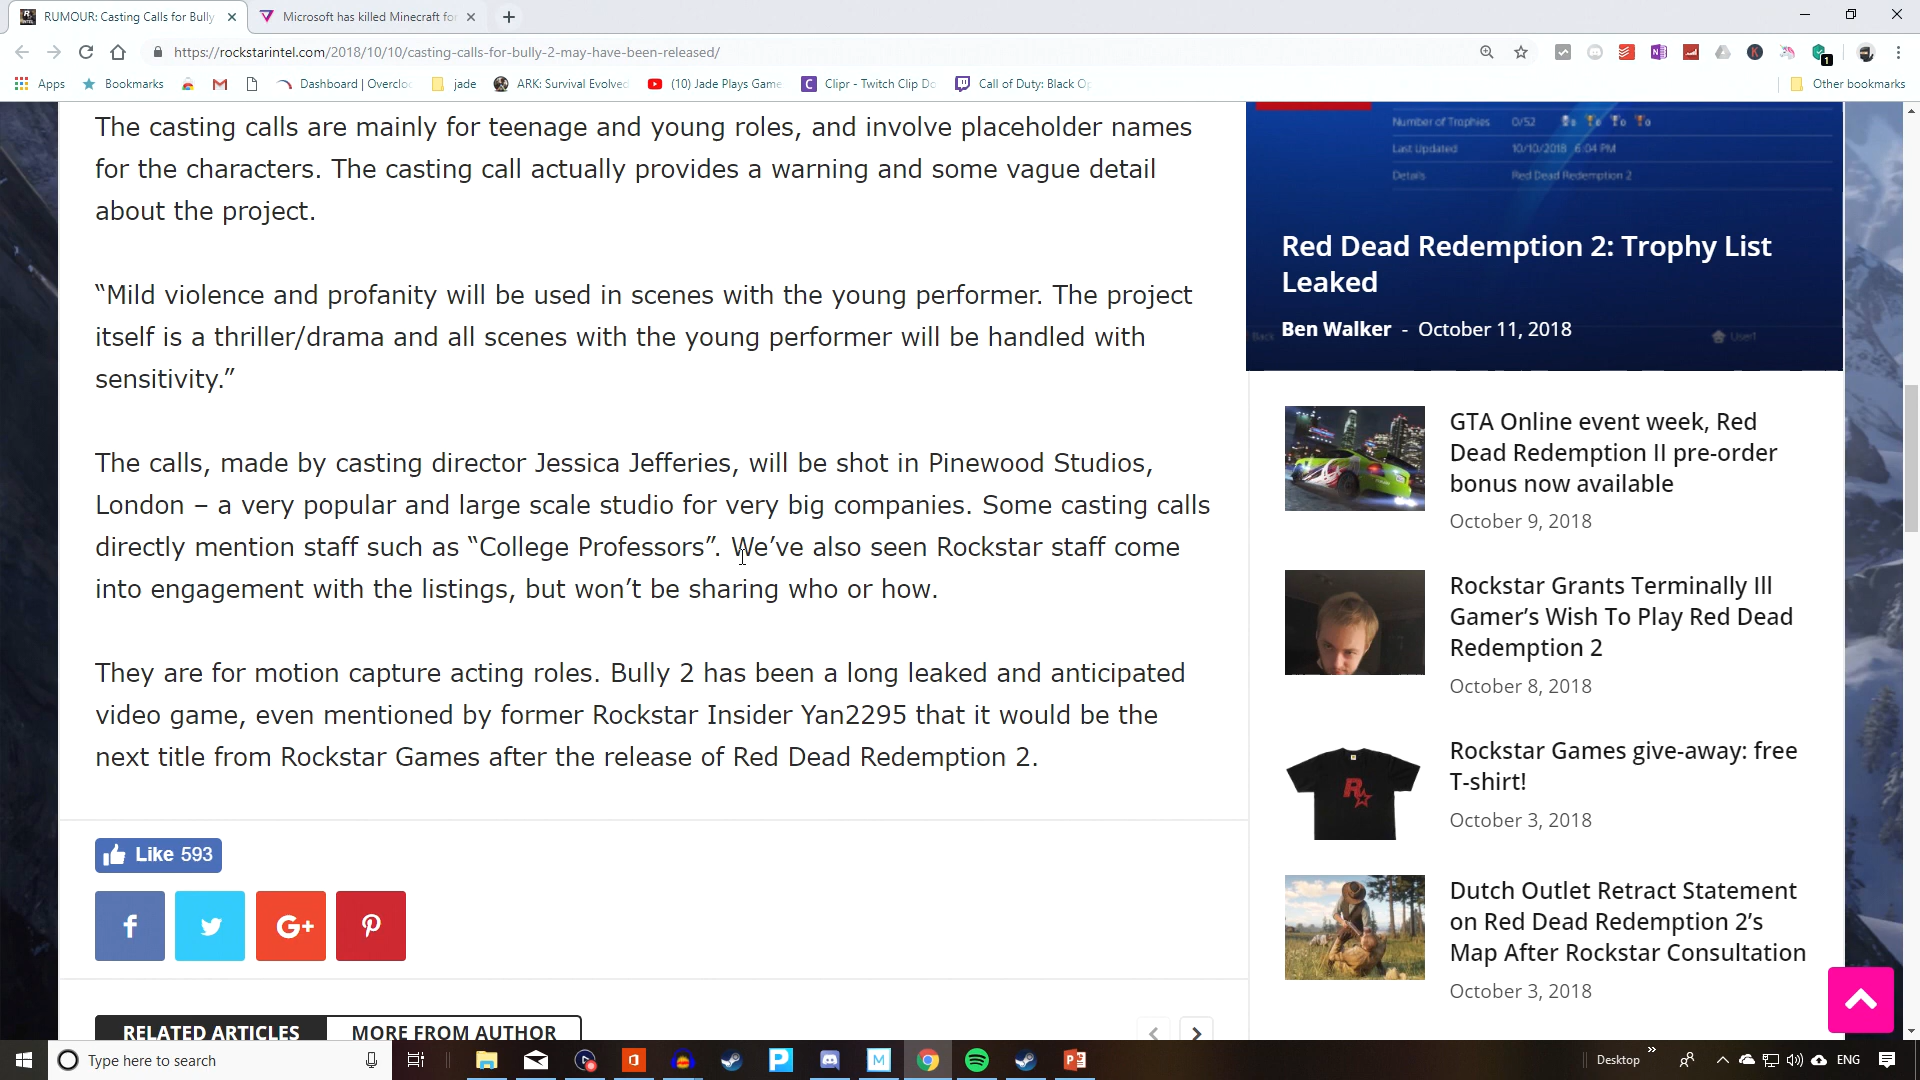 RUMOUR: Casting Calls for Bully
Microsoft has killed Minecraft for
https://rockstarintel.com/2018/10/10/casting-calls-for-bully-2-may-have-been-released/
1
Apps
Bookmarks
Dashboard | Overclo
jade
ARK: Survival Evolved
(10) Jade Plays Game
Clipr - Twitch Clip Do
Call of Duty: Black Op
Other bookmarks
The casting calls are mainly for teenage and young roles, and involve placeholder names
for the characters. The casting call actually provides a warning and some vague detail
about the project.
“Mild violence and profanity will be used in scenes with the young performer. The project
itself is a thriller/drama and all scenes with the young performer will be handled with
sensitivity.”
The calls, made by casting director Jessica Jefferies, will be shot in Pinewood Studios,
London – a very popular and large scale studio for very big companies. Some casting calls
directly mention staff such as “College Professors”. We’ve also seen Rockstar staff come
into engagement with the listings, but won’t be sharing who or how.
They are for motion capture acting roles. Bully 2 has been a long leaked and anticipated
video game, even mentioned by former Rockstar Insider Yan2295 that it would be the
next title from Rockstar Games after the release of Red Dead Redemption 2.
Like 593
RELATED ARTICLES
MORE FROM AUTHOR
Number of Trophies 0/52
Last Updated 10/10/2018 6:04 PM
Details Red Dead Redemption 2
Red Dead Redemption 2: Trophy List
Leaked
Ben Walker - October 11, 2018
Back
User1
GTA Online event week, Red
Dead Redemption II pre-order
bonus now available
October 9, 2018
Rockstar Grants Terminally Ill
Gamer’s Wish To Play Red Dead
Redemption 2
October 8, 2018
Rockstar Games give-away: free
T-shirt!
October 3, 2018
Dutch Outlet Retract Statement
on Red Dead Redemption 2’s
Map After Rockstar Consultation
October 3, 2018
Type here to search
Desktop
ENG